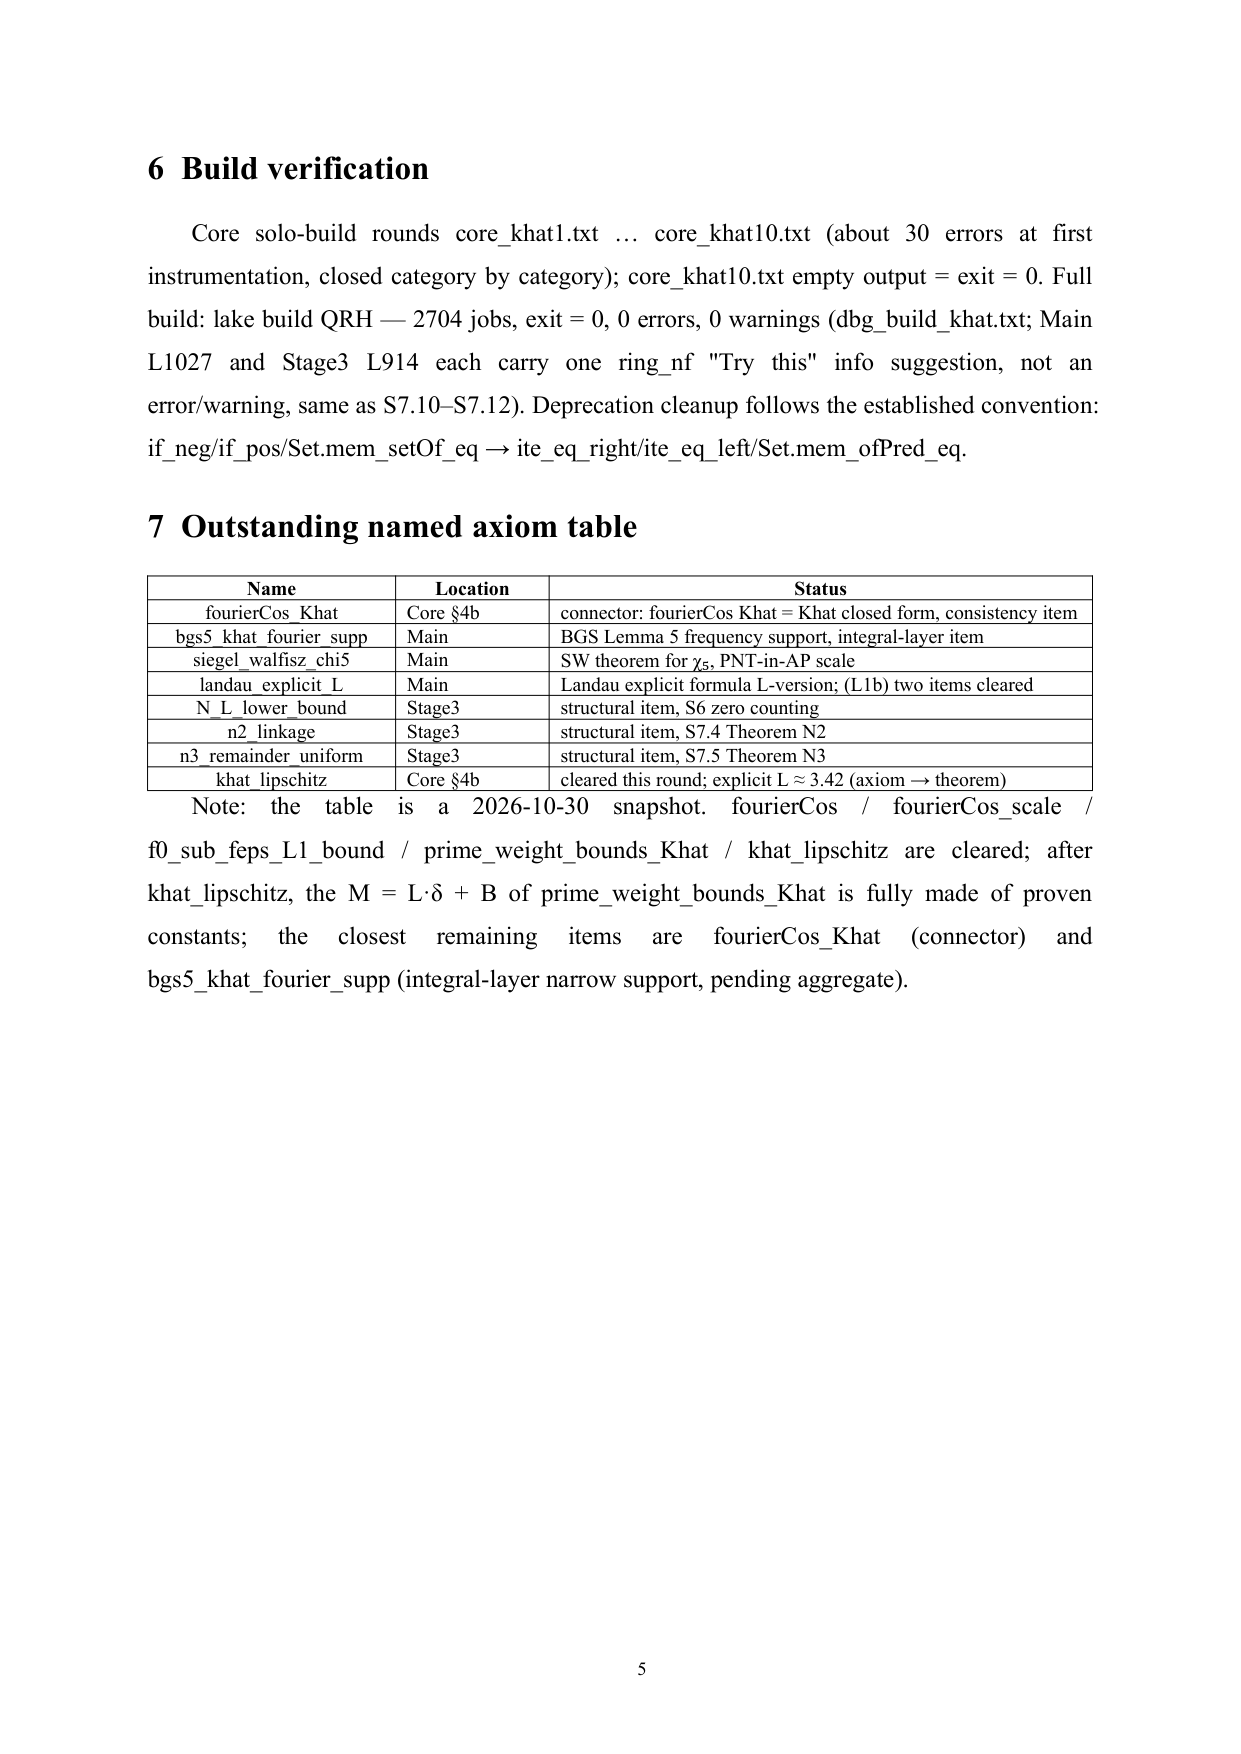 6 Build verification
Core solo-build rounds core_khat1.txt … core_khat10.txt (about 30 errors at first
instrumentation, closed category by category); core_khat10.txt empty output = exit = 0. Full
build: lake build QRH — 2704 jobs, exit = 0, 0 errors, 0 warnings (dbg_build_khat.txt; Main
L1027 and Stage3 L914 each carry one ring_nf "Try this" info suggestion, not an
error/warning, same as S7.10–S7.12). Deprecation cleanup follows the established convention:
if_neg/if_pos/Set.mem_setOf_eq → ite_eq_right/ite_eq_left/Set.mem_ofPred_eq.
7 Outstanding named axiom table
Name Location Status
fourierCos_Khat Core §4b connector: fourierCos Khat = Khat closed form, consistency item
bgs5_khat_fourier_supp Main BGS Lemma 5 frequency support, integral-layer item
siegel_walfisz_chi5 Main SW theorem for χ₅, PNT-in-AP scale
landau_explicit_L Main Landau explicit formula L-version; (L1b) two items cleared
N_L_lower_bound Stage3 structural item, S6 zero counting
n2_linkage Stage3 structural item, S7.4 Theorem N2
n3_remainder_uniform Stage3 structural item, S7.5 Theorem N3
khat_lipschitz Core §4b cleared this round; explicit L ≈ 3.42 (axiom → theorem)
Note: the table is a 2026-10-30 snapshot. fourierCos / fourierCos_scale /
f0_sub_feps_L1_bound / prime_weight_bounds_Khat / khat_lipschitz are cleared; after
khat_lipschitz, the M = L·δ + B of prime_weight_bounds_Khat is fully made of proven
constants; the closest remaining items are fourierCos_Khat (connector) and
bgs5_khat_fourier_supp (integral-layer narrow support, pending aggregate).
5